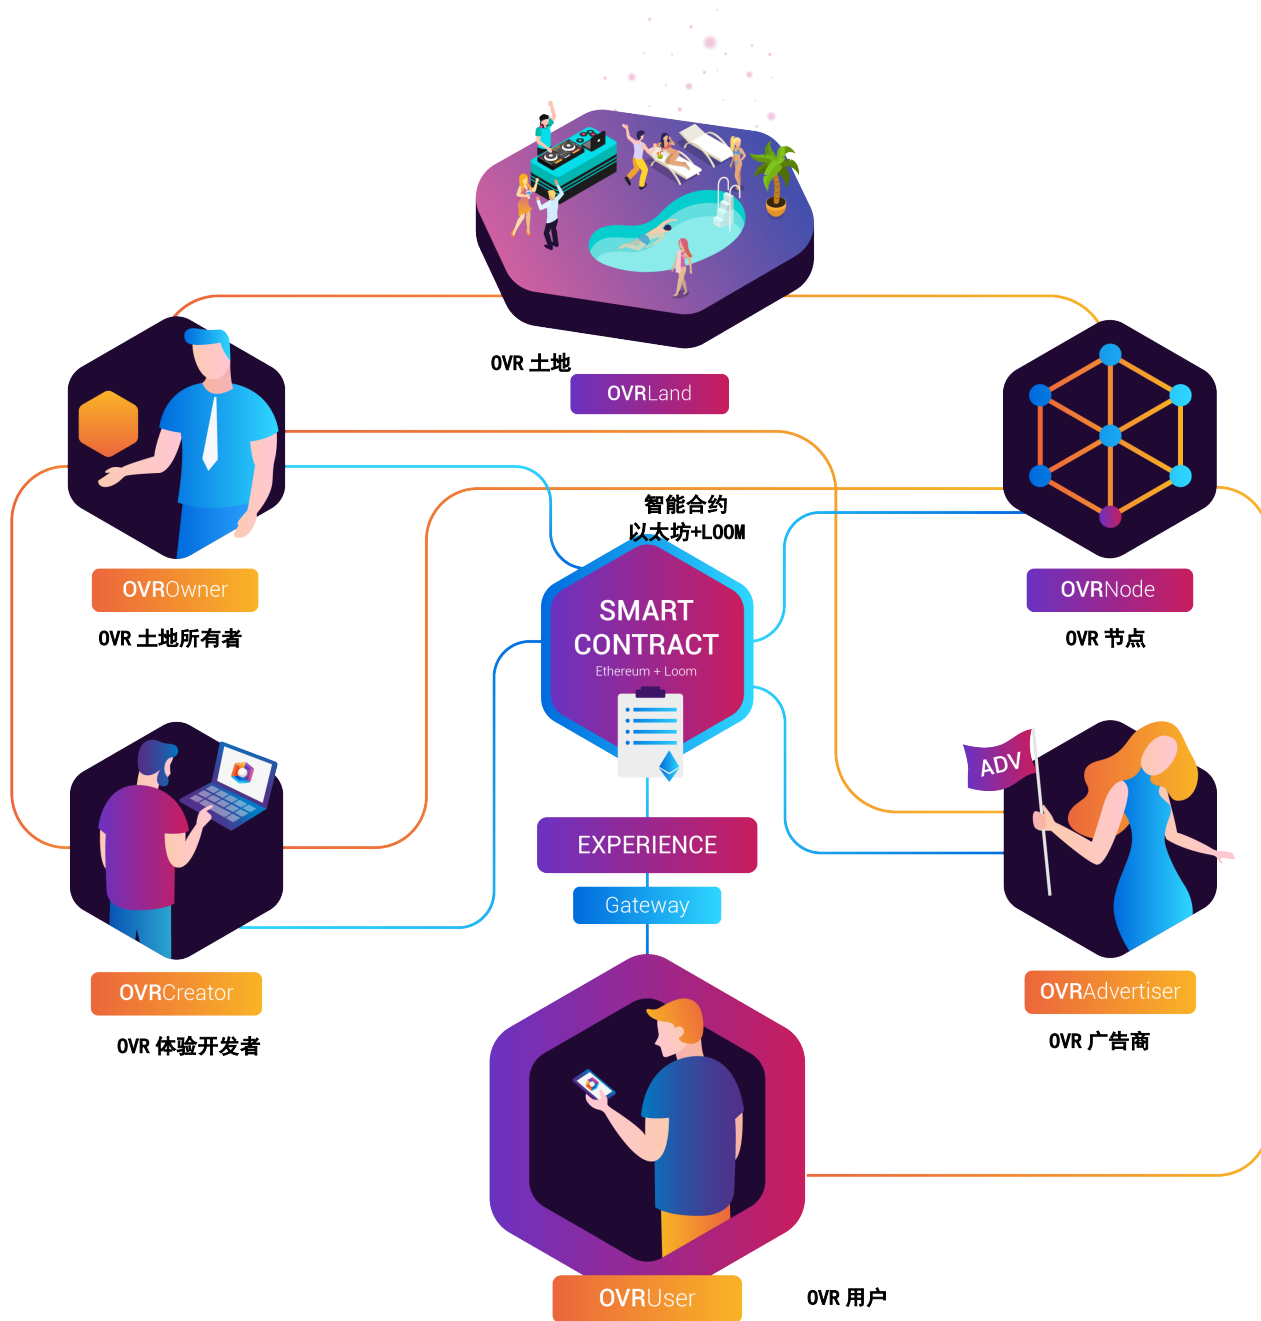 OVR 土地
OVRLand
智能合约
以太坊+LOOM
SMART
CONTRACT
Ethereum + Loom
OVROwner
OVR 土地所有者
OVRNode
OVR 节点
ADV
EXPERIENCE
Gateway
OVRCreator
OVR 体验开发者
OVRAdvertiser
OVR 广告商
OVRUser
OVR 用户